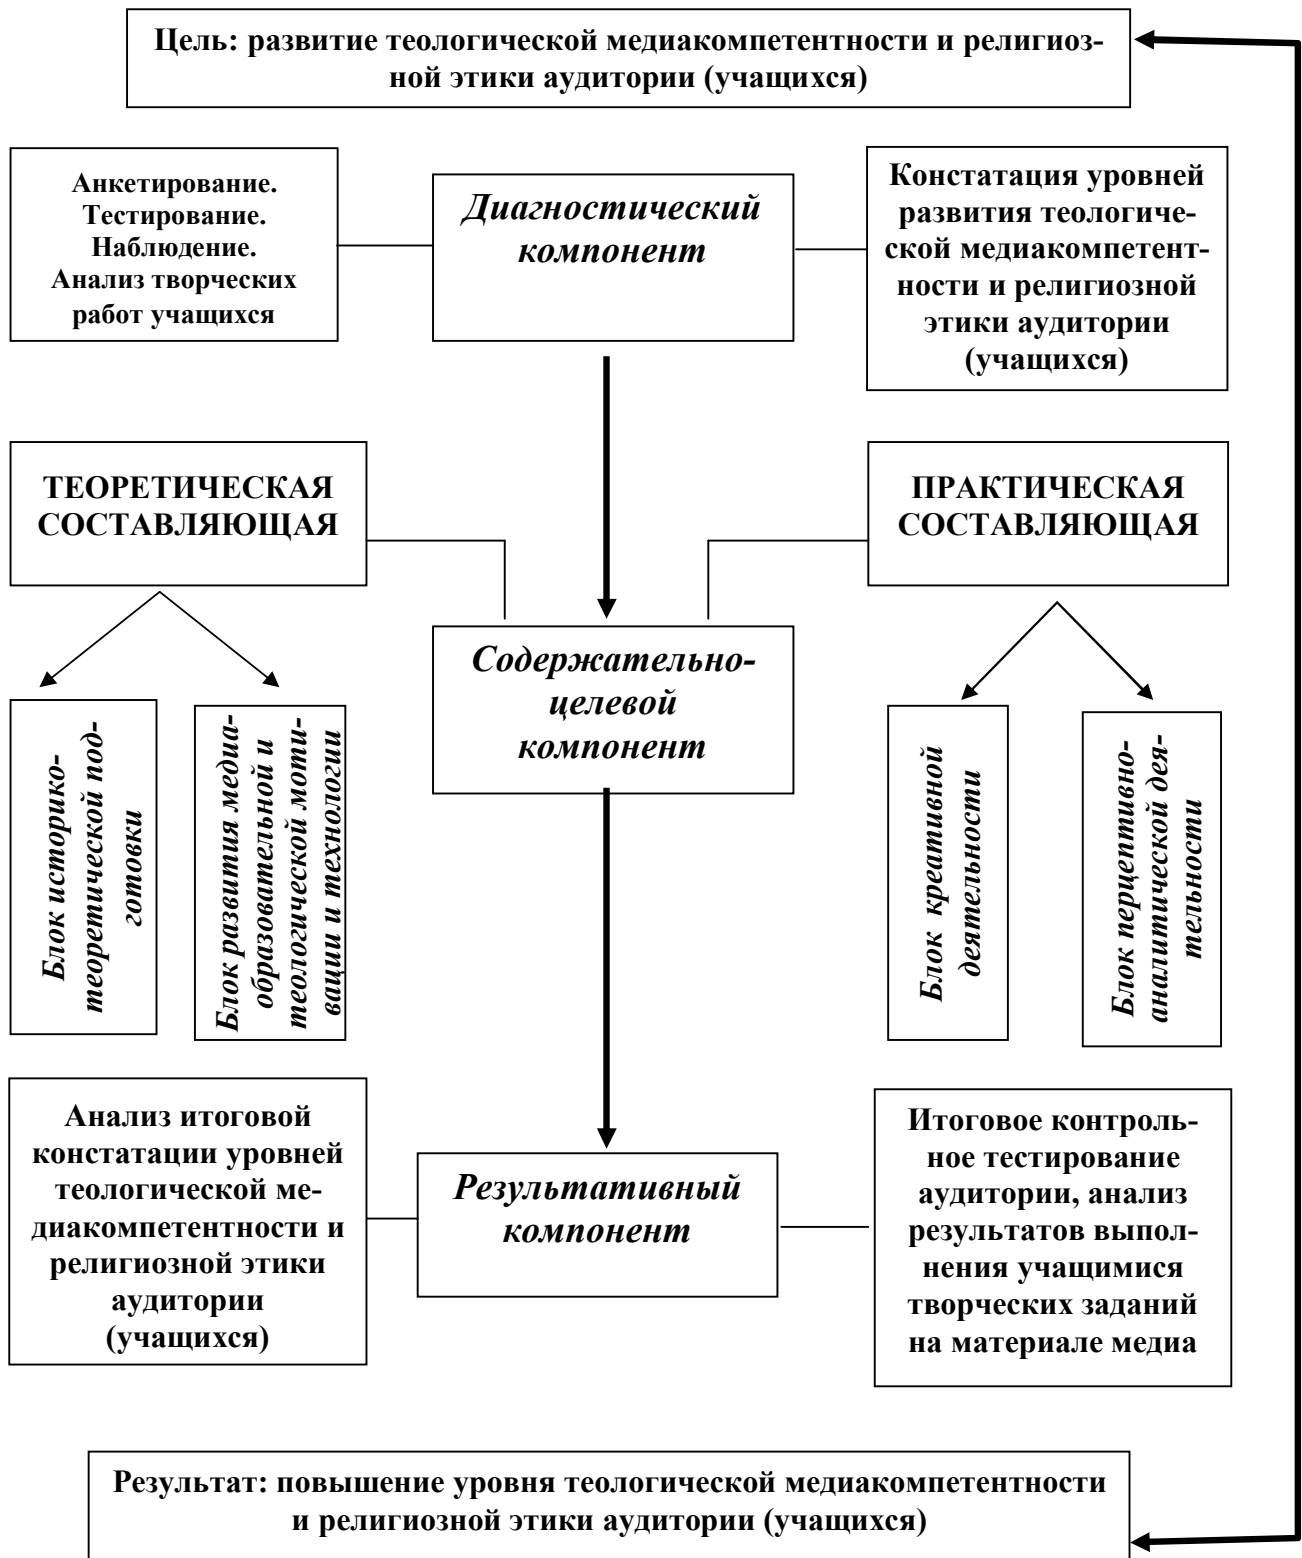 Цель: развитие теологической медиакомпетентности и религиоз-
ной этики аудитории (учащихся)
Анкетирование.
Тестирование.
Наблюдение.
Анализ творческих
работ учащихся
Диагностический
компонент
Констатация уровней
развития теологиче-
ской медиакомпетент-
ности и религиозной
этики аудитории
(учащихся)
ТЕОРЕТИЧЕСКАЯ
СОСТАВЛЯЮЩАЯ
ПРАКТИЧЕСКАЯ
СОСТАВЛЯЮЩАЯ
Содержательно-
целевой
компонент
Блок историко-
теоретической под-
готовки
Блок развития медиа-
образовательной и
теологической моти-
вации и технологии
Блок креативной
деятельности
Блок перцептивно-
аналитической дея-
тельности
Анализ итоговой
констатации уровней
теологической ме-
диакомпетентности и
религиозной этики
аудитории
(учащихся)
Результативный
компонент
Итоговое контроль-
ное тестирование
аудитории, анализ
результатов выпол-
нения учащимися
творческих заданий
на материале медиа
Результат: повышение уровня теологической медиакомпетентности
и религиозной этики аудитории (учащихся)